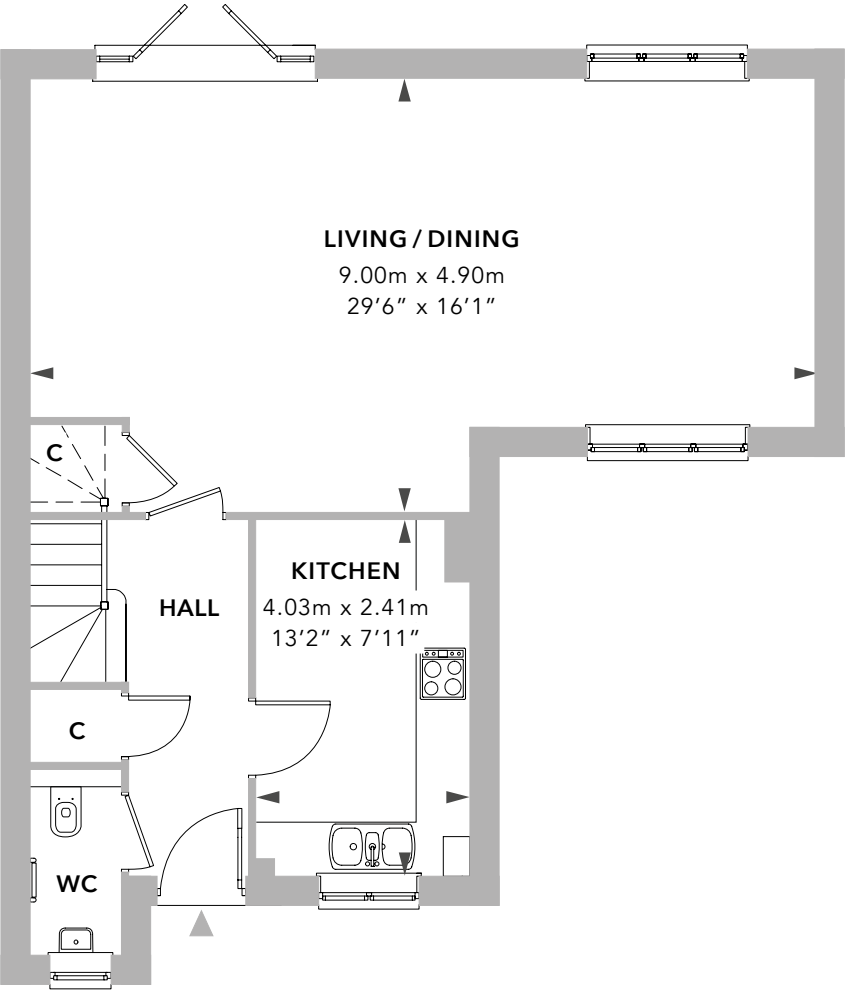 LIVING / DINING
9.00m x 4.90m
29’6” x 16’1”
C
KITCHEN
4.03m x 2.41m
13’2” x 7’11”
HALL
C
WC